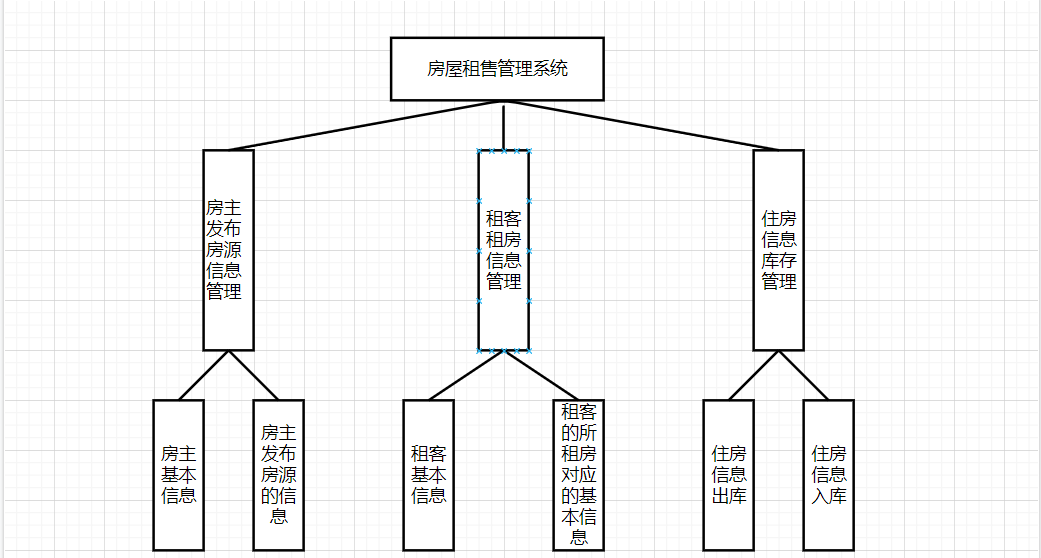 房屋租售管理系统
房主
发布
房源
信息
管理
租客
租房
信息
管理
住房
信息
库存
管理
房主
基本
信息
房主
发布
房源
的信
息
租客
基本
信息
租客
的所
租房
对应
的基
本信
息
住房
信息
出库
住房
信息
入库